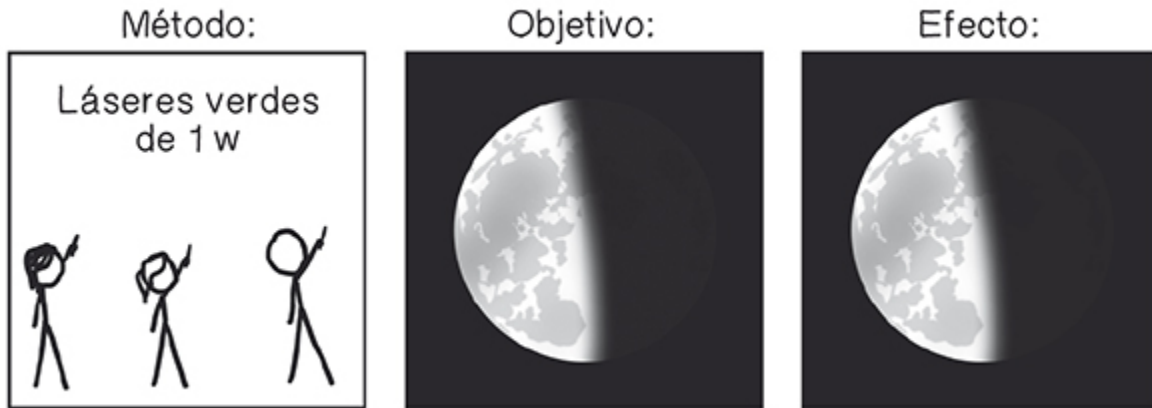 Método:
Objetivo:
Efecto:
Láseres verdes
de 1 w